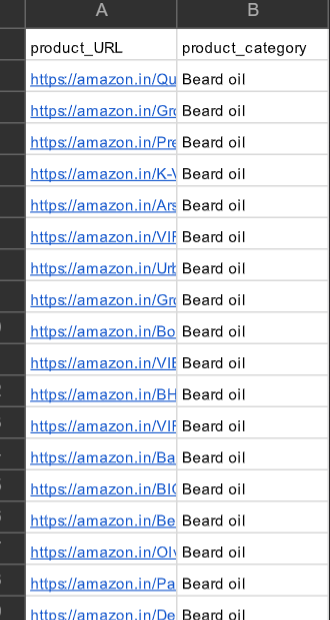 A B
product_URL product_category
https://amazon.in/Qu Beard oil
https://amazon.in/Gro Beard oil
https://amazon.in/Pre Beard oil
https://amazon.in/K-V Beard oil
https://amazon.in/Ars Beard oil
https://amazon.in/VIF Beard oil
https://amazon.in/Urb Beard oil
https://amazon.in/Gro Beard oil
https://amazon.in/Bo Beard oil
https://amazon.in/VIE Beard oil
https://amazon.in/BH Beard oil
https://amazon.in/VIF Beard oil
https://amazon.in/Ba Beard oil
https://amazon.in/BIO Beard oil
https://amazon.in/Be Beard oil
https://amazon.in/Oliv Beard oil
https://amazon.in/Pa Beard oil
https://amazon.in/De Beard oil